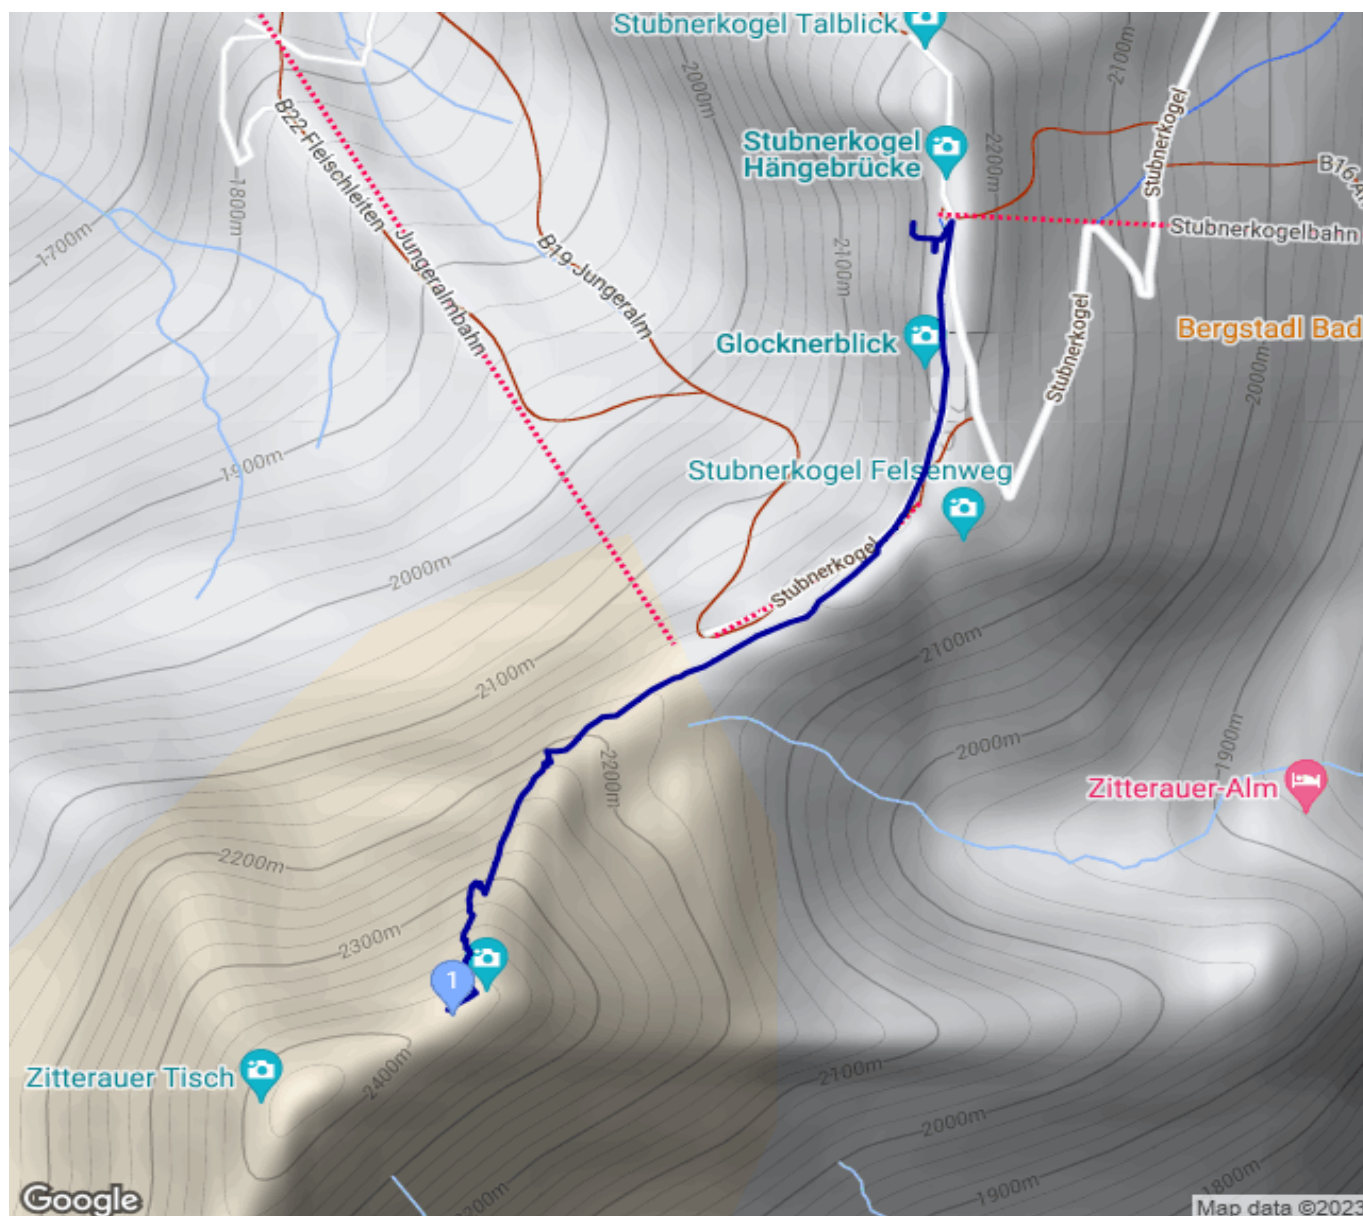 Stubnerkogel Talblick
2100m
2000m
Stubnerkogel
B22-Fleischleiten
Stubnerkogel
Hängebrücke
2200m
1800m
B16-A
1700m
Stubnerkogelbahn
Jungeralmbahn
B19-Jungeralm
2100m
Glocknerblick
Stubnerkogel
Bergstadl Bad
2000m
1900m
Stubnerkogel Felsenweg
2000m
Stubnerkogel
2100m
2100m
2000m
1900m
2200m
Zitterauer-Alm
2200m
2300m
1
Zitterauer Tisch
2400m
2100m
2000m
1900m
1800m
2200m
Google
Map data ©2023